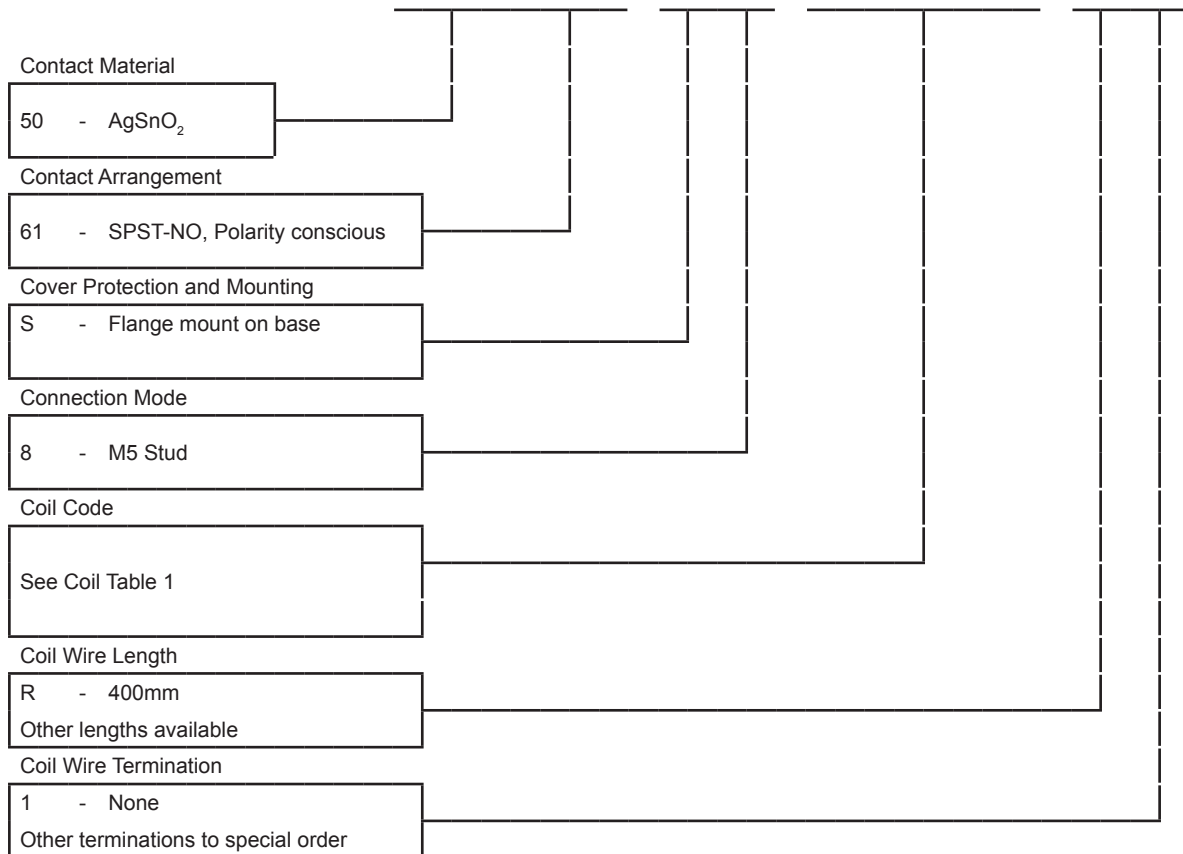 Contact Material
50 - AgSnO₂
Contact Arrangement
61 - SPST-NO, Polarity conscious
Cover Protection and Mounting
S - Flange mount on base
Connection Mode
8 - M5 Stud
Coil Code
See Coil Table 1
Coil Wire Length
R - 400mm
Other lengths available
Coil Wire Termination
1 - None
Other terminations to special order